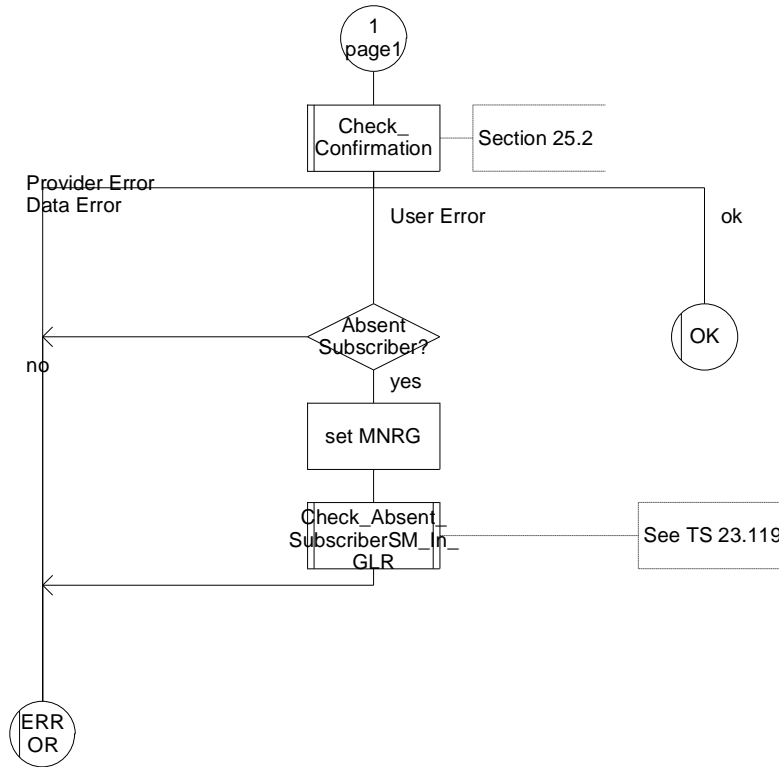 1
page1
Check_
Confirmation
Section 25.2
Provider Error
Data Error
User Error
ok
Absent
Subscriber?
OK
no
yes
set MNRG
Check_Absent_
SubscriberSM_In_
GLR
See TS 23.119
ERR
OR